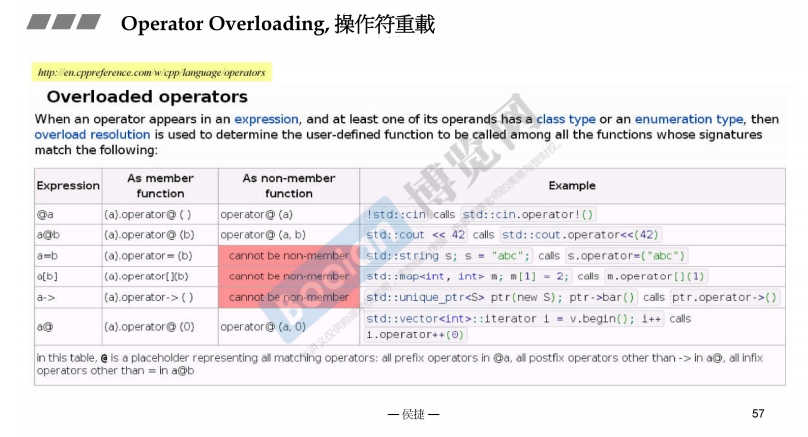 Operator Overloading, 操作符重載
http://en.cppreference.com/w/cpp/language/operators
Overloaded operators
When an operator appears in an expression, and at least one of its operands has a class type or an enumeration type, then
overload resolution is used to determine the user-defined function to be called among all the functions whose signatures
match the following:
Expression As member function As non-member function Example
@a (a).operator@ ( ) operator@ (a) !std::cin calls std::cin.operator!()
a@b (a).operator@ (b) operator@ (a, b) std::cout << 42 calls std::cout.operator<<(42)
a=b (a).operator= (b) cannot be non-member std::string s; s = "abc"; calls s.operator=("abc")
a[b] (a).operator[](b) cannot be non-member std::map<int, int> m; m[1] = 2; calls m.operator[](1)
a-> (a).operator-> ( ) cannot be non-member std::unique_ptr<S> ptr(new S); ptr->bar() calls ptr.operator->()
a@ (a).operator@ (0) operator@ (a, 0) std::vector<int>::iterator i = v.begin(); i++ calls
i.operator++(0)
in this table, @ is a placeholder representing all matching operators: all prefix operators in @a, all postfix operators other than -> in a@, all infix
operators other than = in a@b
boolan 博览网
— 侯捷 —
57